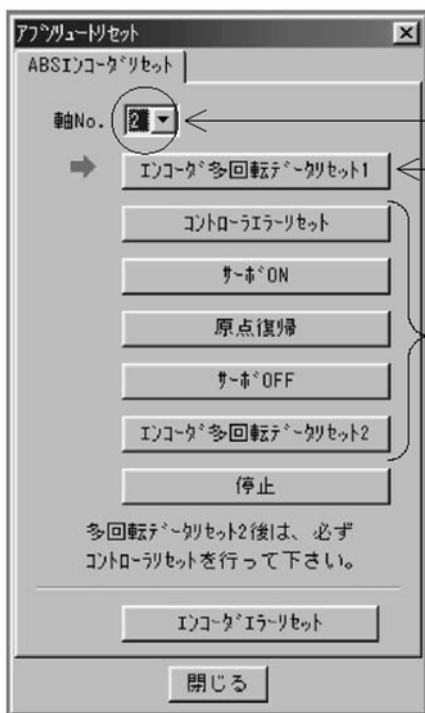 ｱﾌﾞｿﾘｭｰﾄﾘｾｯﾄ
ABSｴﾝｺｰﾀﾞﾘｾｯﾄ
軸No. 2
ｴﾝｺｰﾀﾞ多回転ﾃﾞｰﾀﾘｾｯﾄ1
ｺﾝﾄﾛｰﾗｴﾗｰﾘｾｯﾄ
ｻｰﾎﾞON
原点復帰
ｻｰﾎﾞOFF
ｴﾝｺｰﾀﾞ多回転ﾃﾞｰﾀﾘｾｯﾄ2
停止
多回転ﾃﾞｰﾀﾘｾｯﾄ2後は、必ず
ｺﾝﾄﾛｰﾗﾘｾｯﾄを行って下さい。
ｴﾝｺｰﾀﾞｴﾗｰﾘｾｯﾄ
閉じる